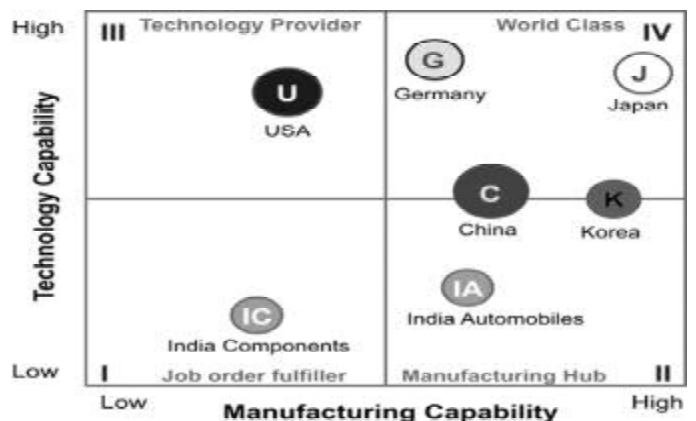 High
III Technology Provider
World Class IV
G
Germany
J
Japan
U
USA
Technology Capability
C
China
K
Korea
IC
India Components
IA
India Automobiles
Low
I Job order fulfiller
Manufacturing Hub II
Low
Manufacturing Capability
High